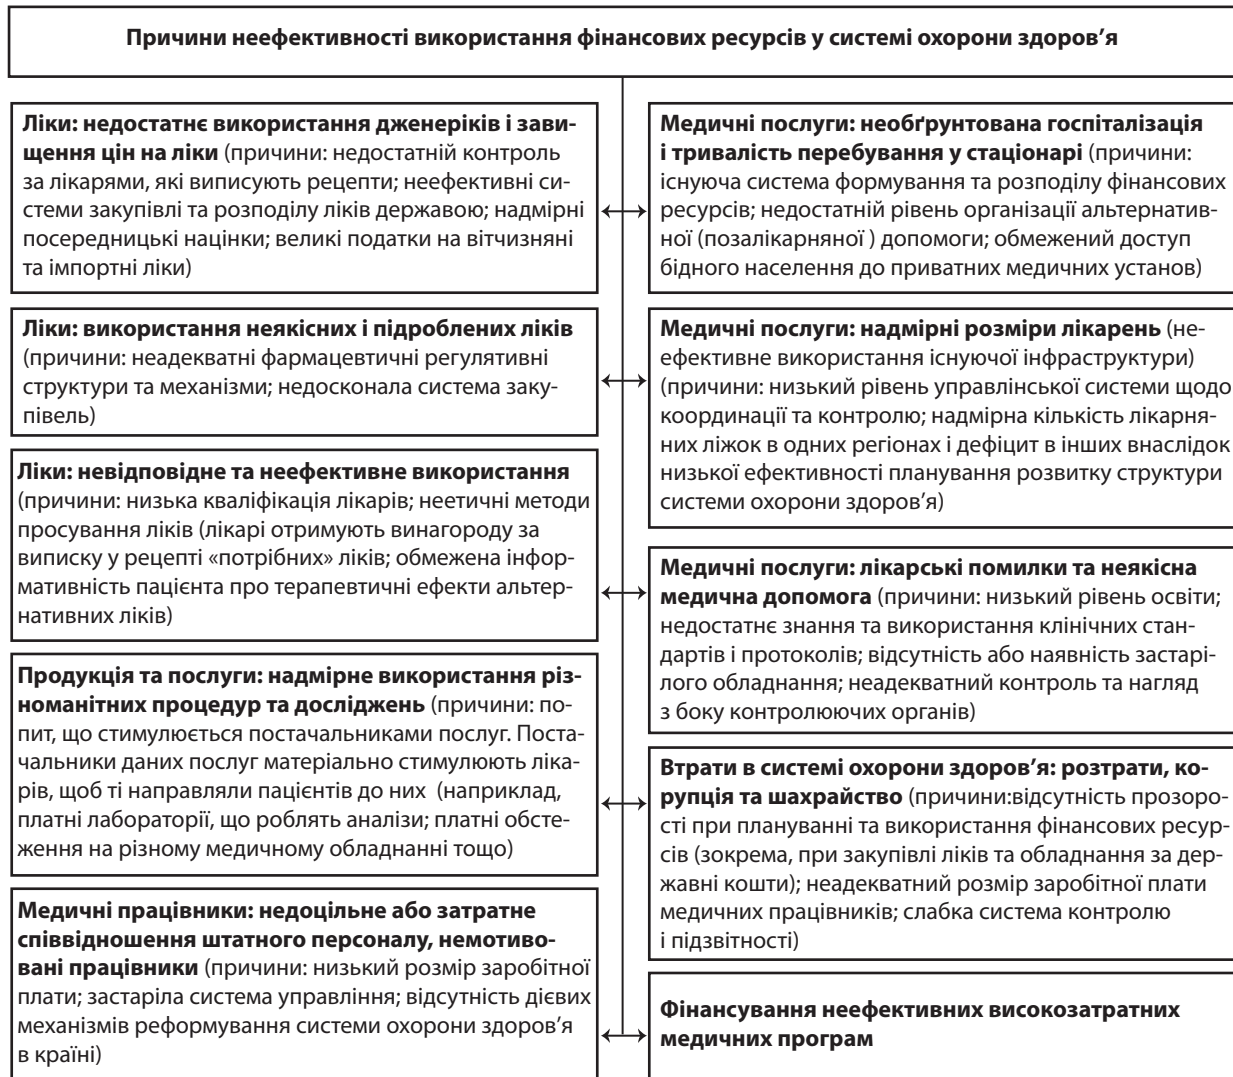 Причини неефективності використання фінансових ресурсів у системі охорони здоров’я
Ліки: недостатнє використання дженеріків і зави-
щення цін на ліки (причини: недостатній контроль
за лікарями, які виписують рецепти; неефективні си-
стеми закупівлі та розподілу ліків державою; надмірні
посередницькі націнки; великі податки на вітчизняні
та імпортні ліки)
Ліки: використання неякісних і підроблених ліків
(причини: неадекватні фармацевтичні регулятивні
структури та механізми; недосконала система заку-
півель)
Ліки: невідповідне та неефективне використання
(причини: низька кваліфікація лікарів; неетичні методи
просування ліків (лікарі отримують винагороду за
виписку у рецепті «потрібних» ліків; обмежена інфор-
мативність пацієнта про терапевтичні ефекти альтер-
нативних ліків)
Продукція та послуги: надмірне використання різ-
номанітних процедур та досліджень (причини: по-
пит, що стимулюється постачальниками послуг. Поста-
чальники даних послуг матеріально стимулюють ліка-
рів, щоб ті направляли пацієнтів до них (наприклад,
платні лабораторії, що роблять аналізи; платні обсте-
ження на різному медичному обладнанні тощо)
Медичні працівники: недоцільне або затратне
співвідношення штатного персоналу, немотиво-
вані працівники (причини: низький розмір заробітної
плати; застаріла система управління; відсутність дієвих
механізмів реформування системи охорони здоров’я
в країні)
Медичні послуги: необґрунтована госпіталізація
і тривалість перебування у стаціонарі (причини:
існуюча система формування та розподілу фінансових
ресурсів; недостатній рівень організації альтернатив-
ної (позалікарняної ) допомоги; обмежений доступ
бідного населення до приватних медичних установ)
Медичні послуги: надмірні розміри лікарень (не-
ефективне використання існуючої інфраструктури)
(причини: низький рівень управлінської системи щодо
координації та контролю; надмірна кількість лікарня-
них ліжок в одних регіонах і дефіцит в інших внаслідок
низької ефективності планування розвитку структури
системи охорони здоров’я)
Медичні послуги: лікарські помилки та неякісна
медична допомога (причини: низький рівень освіти;
недостатнє знання та використання клінічних стан-
дартів і протоколів; відсутність або наявність застарі-
лого обладнання; неадекватний контроль та нагляд
з боку контролюючих органів)
Втрати в системі охорони здоров’я: розтрати, ко-
рупція та шахрайство (причини:відсутність прозоро-
сті при плануванні та використання фінансових ресур-
сів (зокрема, при закупівлі ліків та обладнання за дер-
жавні кошти); неадекватний розмір заробітної плати
медичних працівників; слабка система контролю
і підзвітності)
Фінансування неефективних високозатратних
медичних програм